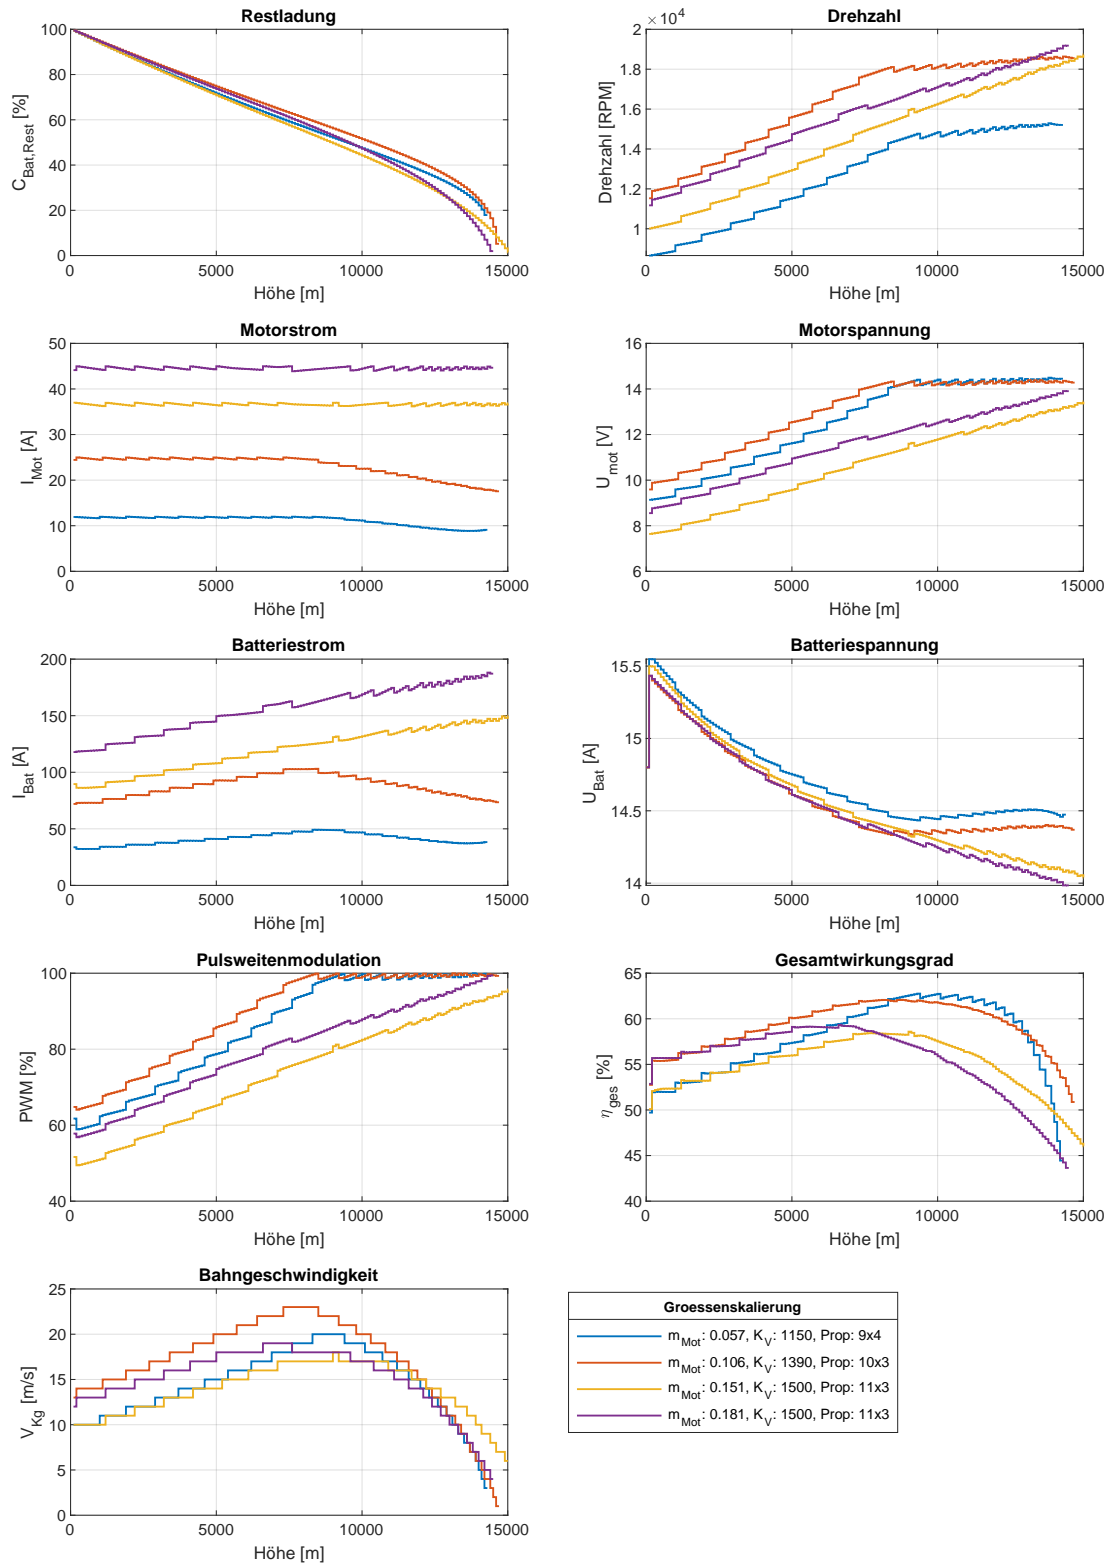 Restladung
C_Bat,Rest [%]
100
80
60
40
20
0
0 5000 10000 15000
Höhe [m]
Drehzahl
×10^4
Drehzahl [RPM]
2
1.8
1.6
1.4
1.2
1
0 5000 10000 15000
Höhe [m]
Motorstrom
I_Mot [A]
50
40
30
20
10
0
0 5000 10000 15000
Höhe [m]
Motorspannung
U_mot [V]
16
14
12
10
8
6
0 5000 10000 15000
Höhe [m]
Batteriestrom
I_Bat [A]
200
150
100
50
0
0 5000 10000 15000
Höhe [m]
Batteriespannung
U_Bat [A]
15.5
15
14.5
14
0 5000 10000 15000
Höhe [m]
Pulsweitenmodulation
PWM [%]
100
80
60
40
0 5000 10000 15000
Höhe [m]
Gesamtwirkungsgrad
η_ges [%]
65
60
55
50
45
40
0 5000 10000 15000
Höhe [m]
Bahngeschwindigkeit
V_Kg [m/s]
25
20
15
10
5
0
0 5000 10000 15000
Höhe [m]
Groessenskalierung
m_Mot: 0.057, K_V: 1150, Prop: 9x4
m_Mot: 0.106, K_V: 1390, Prop: 10x3
m_Mot: 0.151, K_V: 1500, Prop: 11x3
m_Mot: 0.181, K_V: 1500, Prop: 11x3